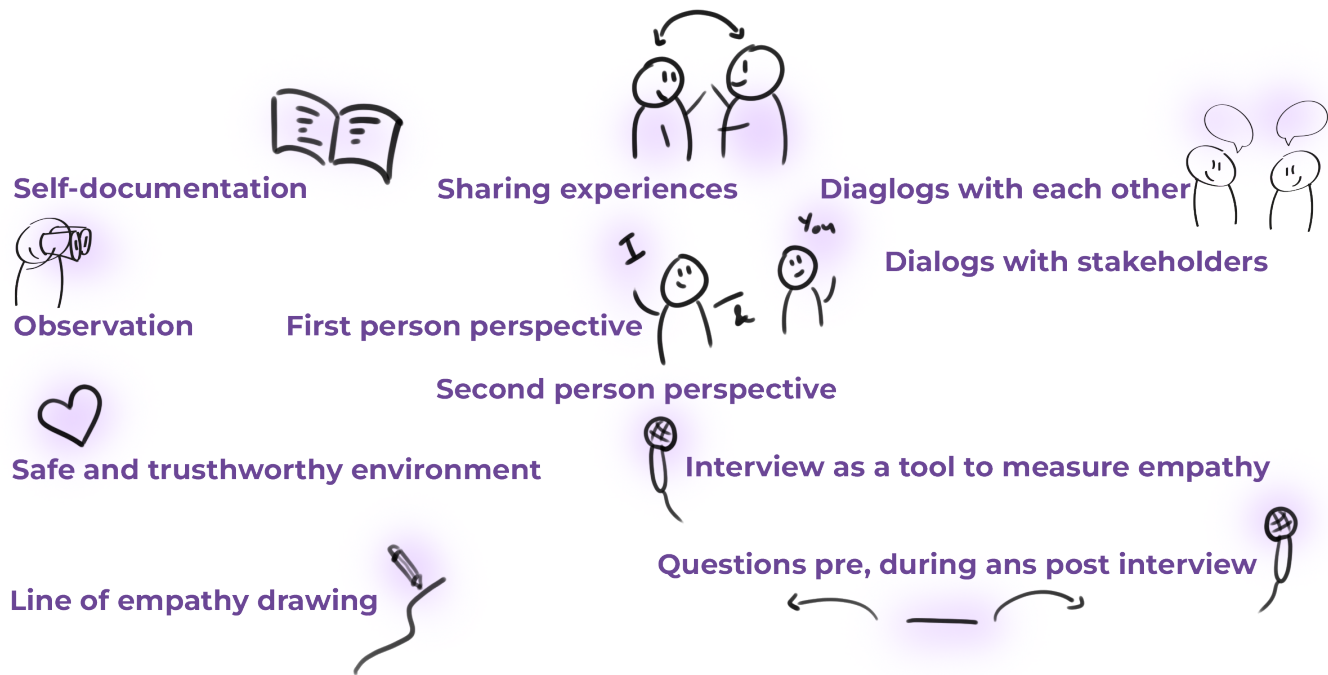 Self-documentation
Sharing experiences
Diaglogs with each other
I
You
Dialogs with stakeholders
Observation
First person perspective
&
Second person perspective
Safe and trusthworthy environment
Interview as a tool to measure empathy
Questions pre, during ans post interview
Line of empathy drawing